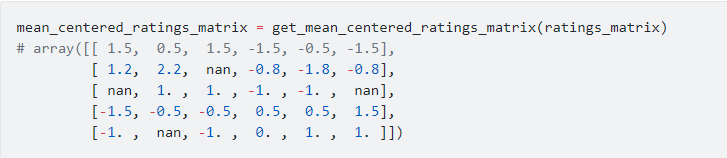 mean_centered_ratings_matrix = get_mean_centered_ratings_matrix(ratings_matrix)
# array([[ 1.5, 0.5, 1.5, -1.5, -0.5, -1.5],
[ 1.2, 2.2, nan, -0.8, -1.8, -0.8],
[ nan, 1. , 1. , -1. , -1. , nan],
[-1.5, -0.5, -0.5, 0.5, 0.5, 1.5],
[-1. , nan, -1. , 0. , 1. , 1. ]])